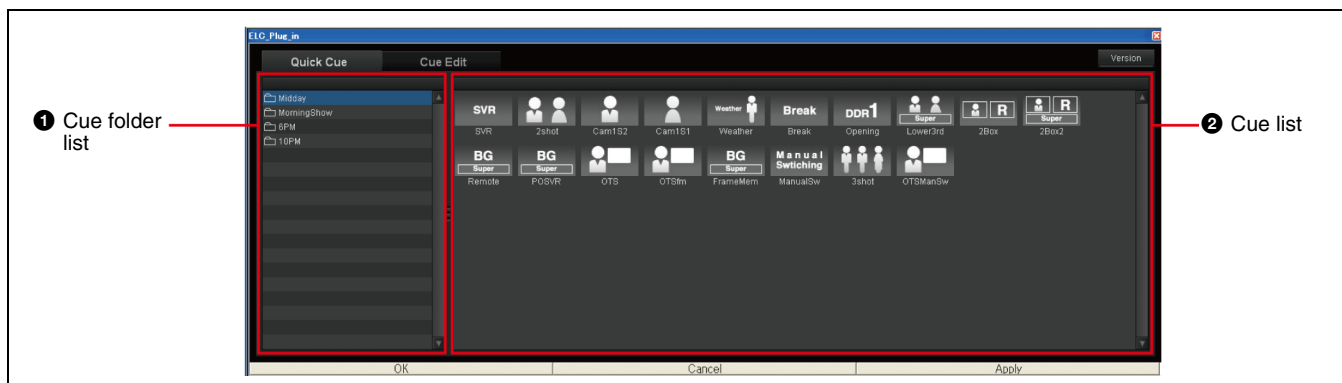 ELC_Plug_in
Quick Cue
Cue Edit
Version
❶ Cue folder
list
Midday
MorningShow
6PM
10PM
SVR
Weather
Break
DDR1
Super
R
R
Super
SVR
2shot
Cam1S2
Cam1S1
Weather
Break
Opening
Lower3rd
2Box
2Box2
BG
Super
BG
Super
BG
Super
Manual
Swtiching
Remote
POSVR
OTS
OTSfm
FrameMem
ManualSw
3shot
OTSManSw
❷ Cue list
OK
Cancel
Apply